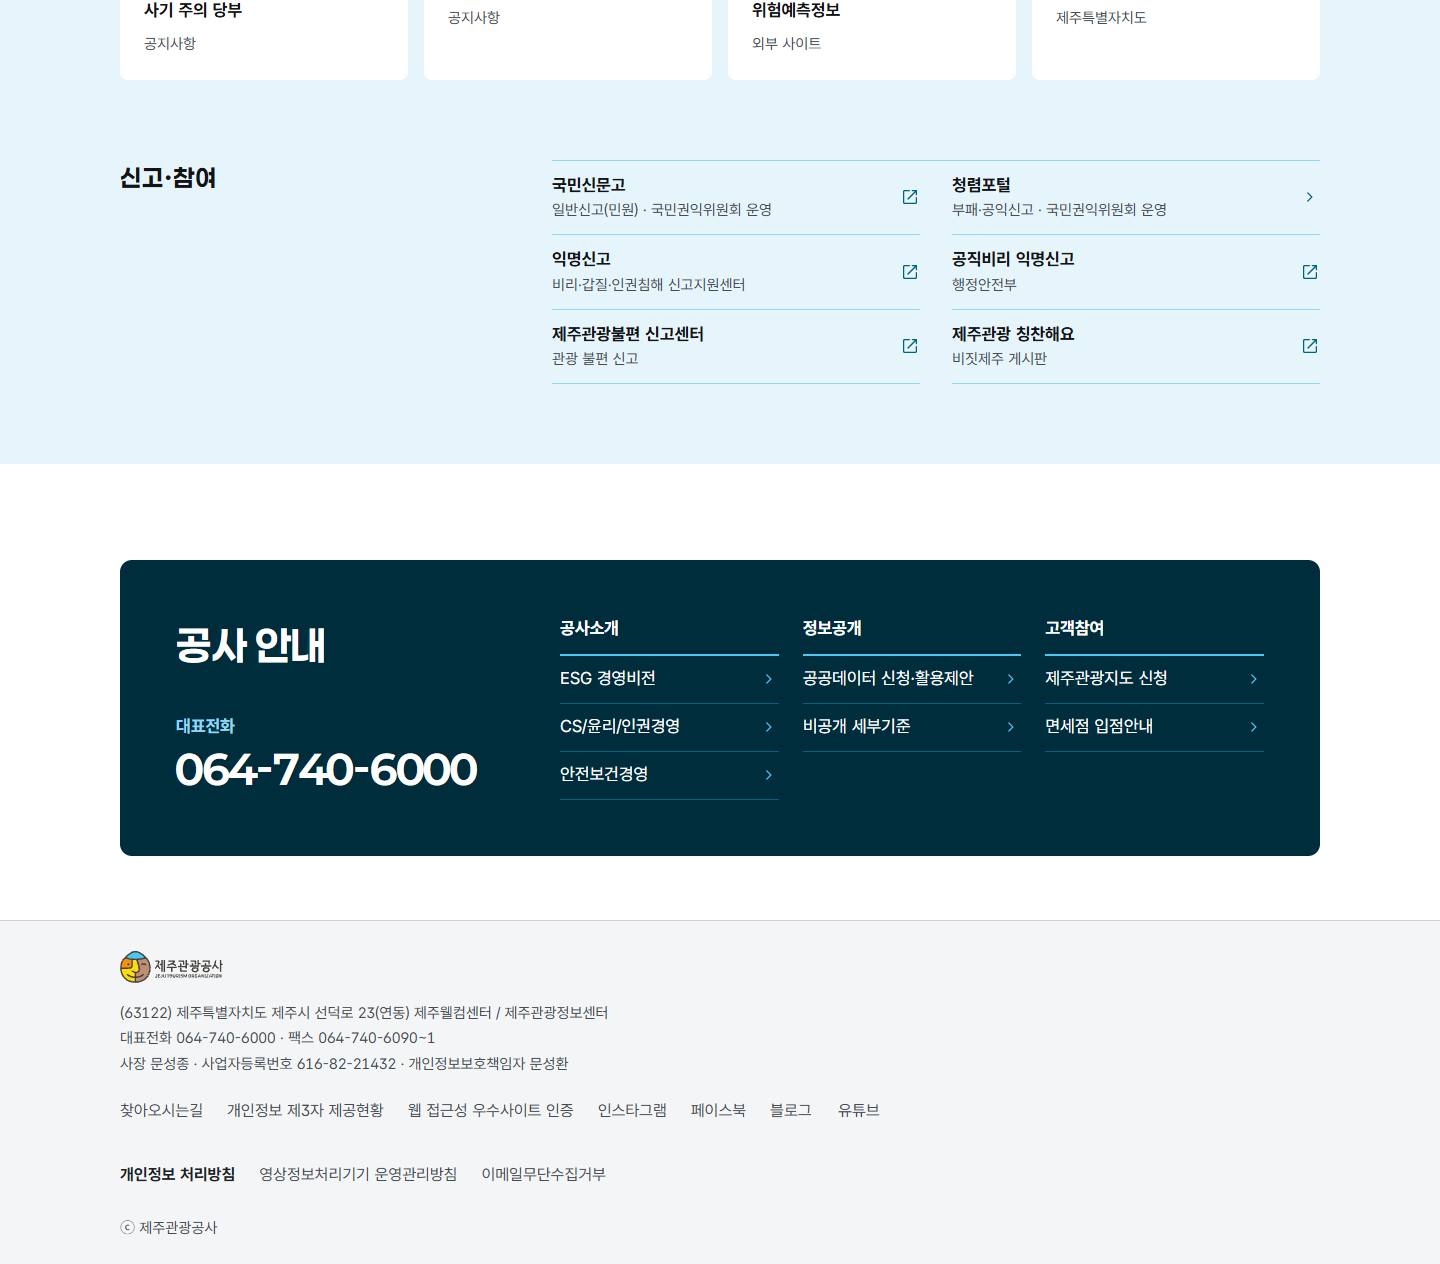 사기 주의 당부
공지사항
공지사항
위험예측정보
외부 사이트
제주특별자치도
신고·참여
국민신문고
일반신고(민원) · 국민권익위원회 운영
청렴포털
부패·공익신고 · 국민권익위원회 운영
익명신고
비리·갑질·인권침해 신고지원센터
공직비리 익명신고
행정안전부
제주관광불편 신고센터
관광 불편 신고
제주관광 칭찬해요
비짓제주 게시판
공사 안내
대표전화
064-740-6000
공사소개
ESG 경영비전
CS/윤리/인권경영
안전보건경영
정보공개
공공데이터 신청·활용제안
비공개 세부기준
고객참여
제주관광지도 신청
면세점 입점안내
제주관광공사
JEJU TOURISM ORGANIZATION
(63122) 제주특별자치도 제주시 선덕로 23(연동) 제주웰컴센터 / 제주관광정보센터
대표전화 064-740-6000 · 팩스 064-740-6090~1
사장 문성종 · 사업자등록번호 616-82-21432 · 개인정보보호책임자 문성환
찾아오시는길 개인정보 제3자 제공현황 웹 접근성 우수사이트 인증 인스타그램 페이스북 블로그 유튜브
개인정보 처리방침 영상정보처리기기 운영관리방침 이메일무단수집거부
ⓒ 제주관광공사